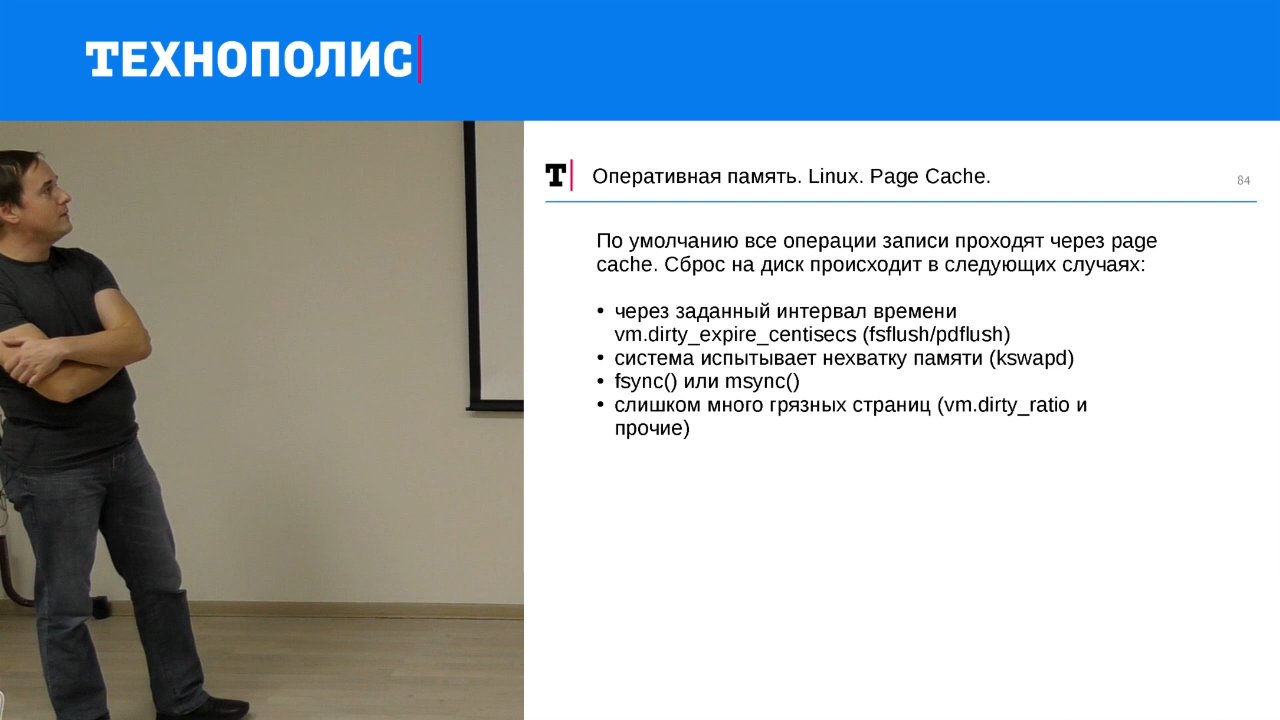 ТЕХНОПОЛИС
Т
Оперативная память. Linux. Page Cache.
84
По умолчанию все операции записи проходят через page
cache. Сброс на диск происходит в следующих случаях:
• через заданный интервал времени
vm.dirty_expire_centisecs (fsflush/pdflush)
• система испытывает нехватку памяти (kswapd)
• fsync() или msync()
• слишком много грязных страниц (vm.dirty_ratio и
прочие)